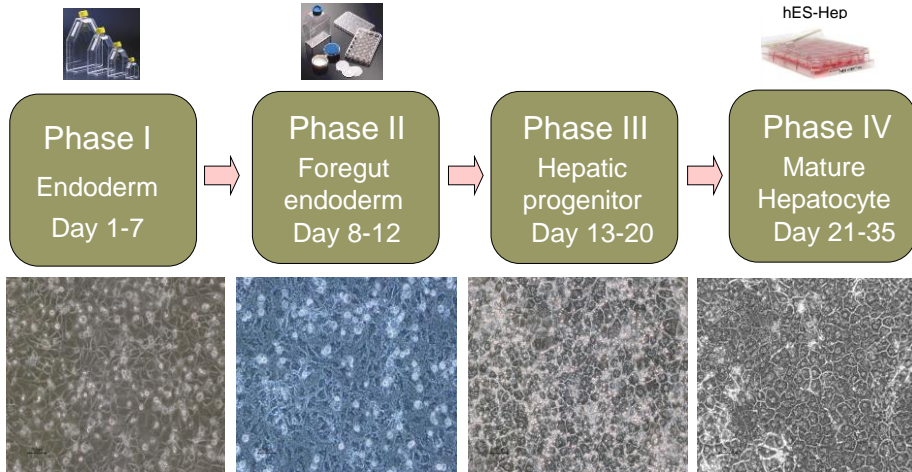 hES-Hep
Phase I
Endoderm
Day 1-7
Phase II
Foregut
endoderm
Day 8-12
Phase III
Hepatic
progenitor
Day 13-20
Phase IV
Mature
Hepatocyte
Day 21-35